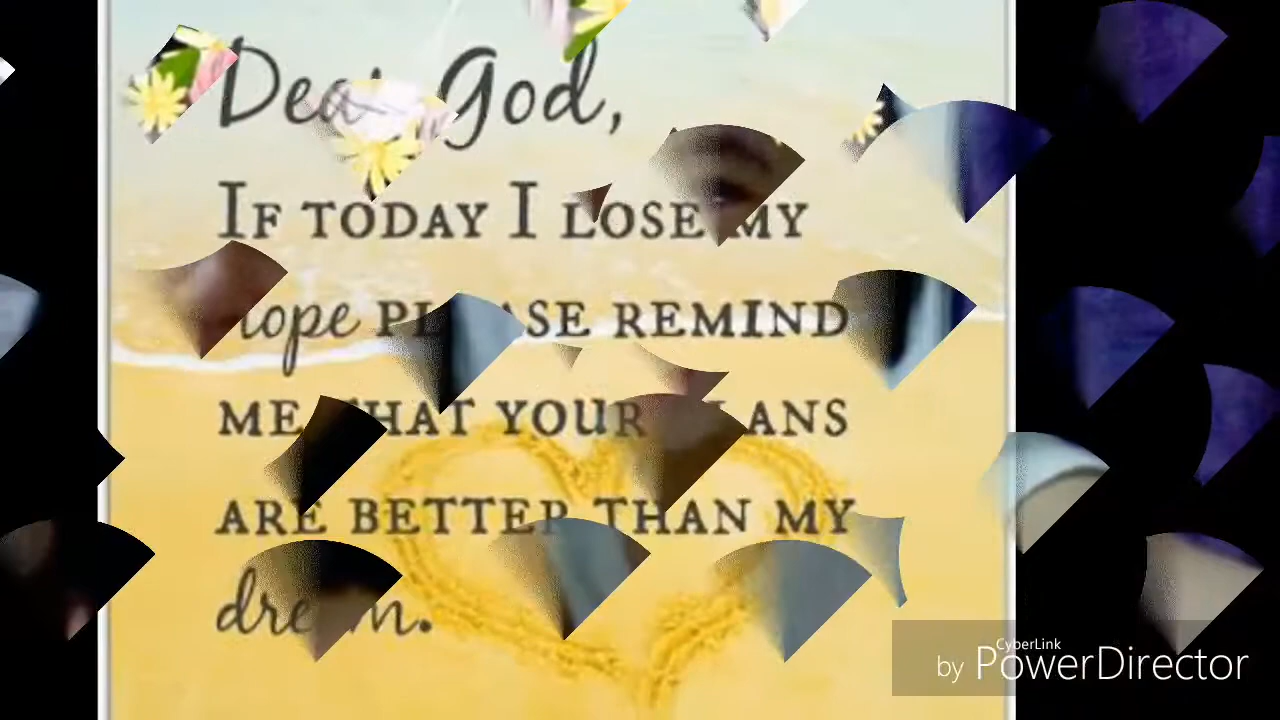 Dear God,
IF TODAY I LOSE MY
hope PLEASE REMIND
ME THAT YOUR PLANS
ARE BETTER THAN MY
dream.
CyberLink
by PowerDirector